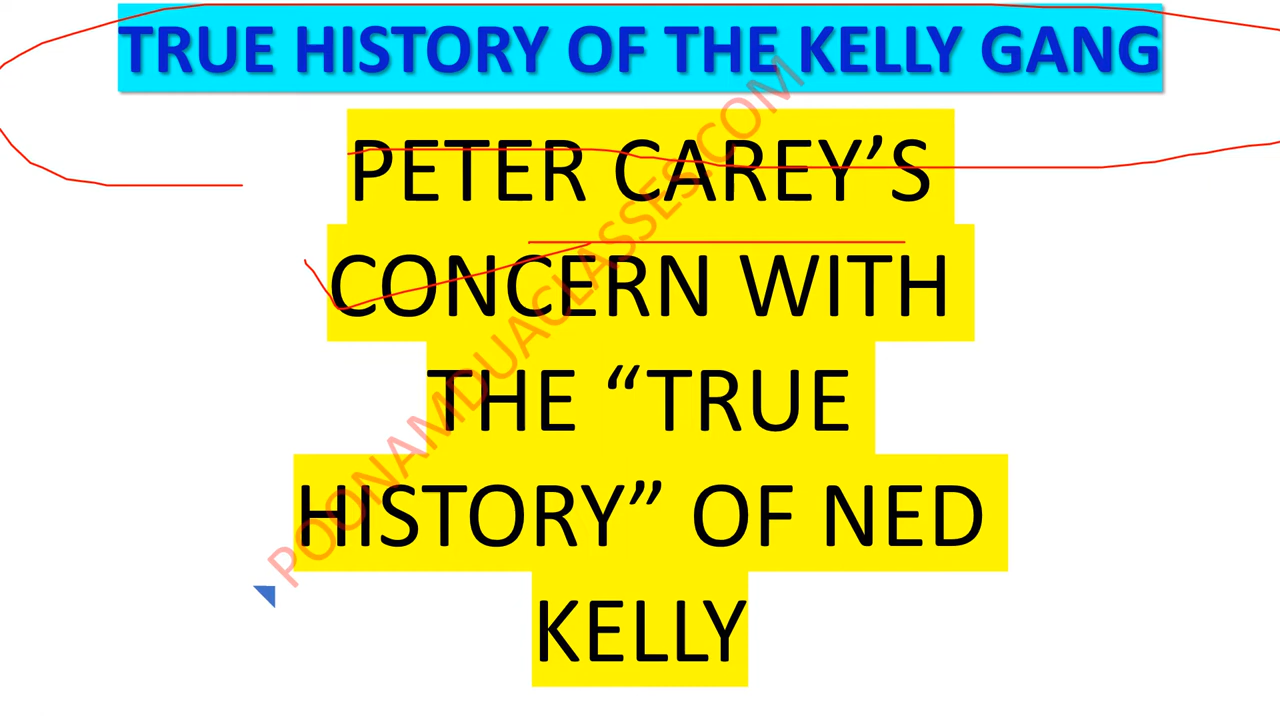 TRUE HISTORY OF THE KELLY GANG
PETER CAREY’S
CONCERN WITH
THE “TRUE
HISTORY” OF NED
KELLY
POONAMDUACLASSES.COM